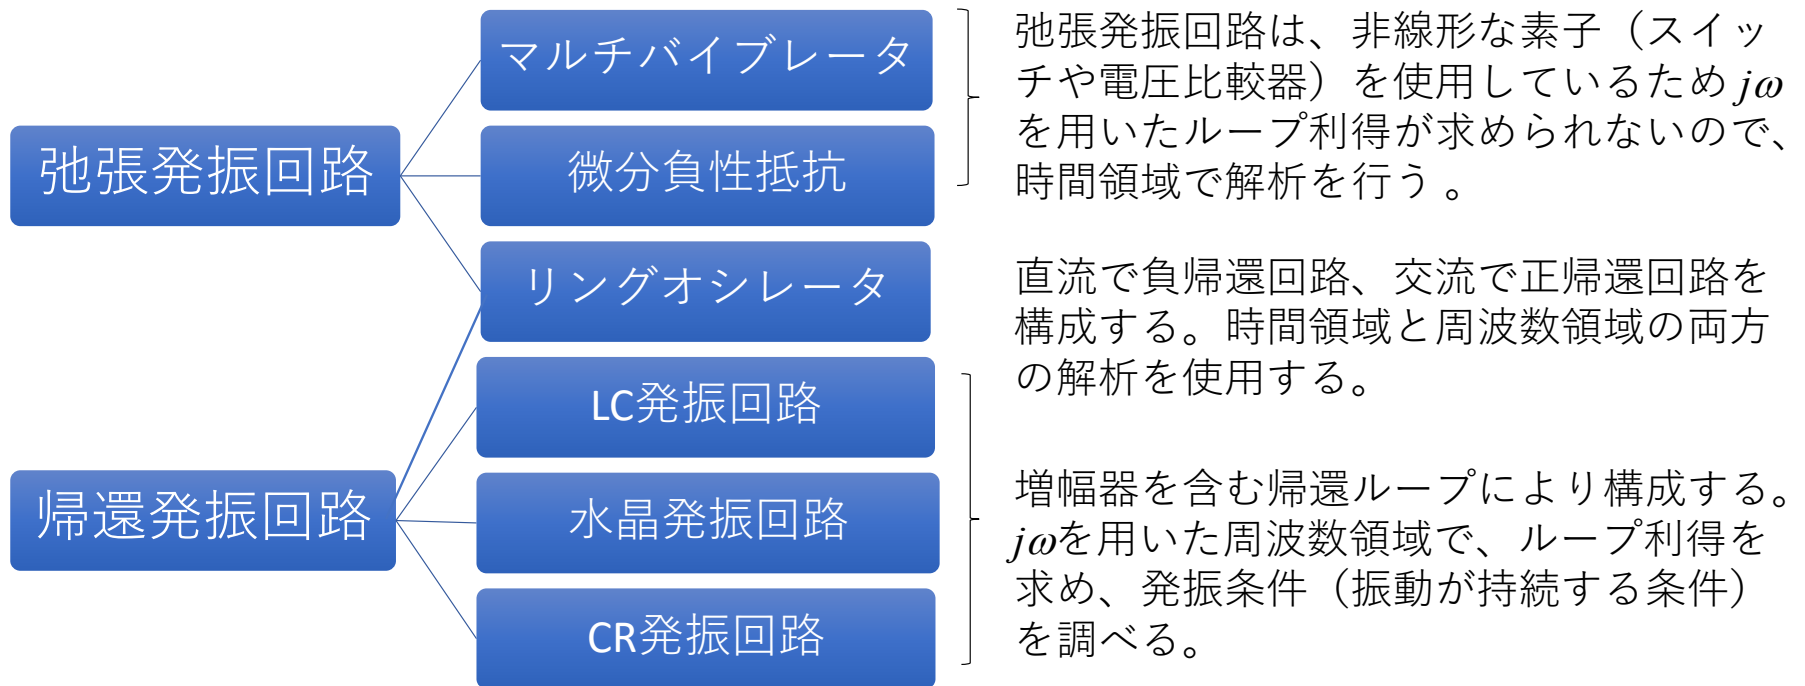 弛張発振回路
帰還発振回路
マルチバイブレータ
微分負性抵抗
リングオシレータ
LC発振回路
水晶発振回路
CR発振回路
弛張発振回路は、非線形な素子（スイッ
チや電圧比較器）を使用しているためjω
を用いたループ利得が求められないので、
時間領域で解析を行う 。
直流で負帰還回路、交流で正帰還回路を
構成する。時間領域と周波数領域の両方
の解析を使用する。
増幅器を含む帰還ループにより構成する。
jωを用いた周波数領域で、ループ利得を
求め、発振条件（振動が持続する条件）
を調べる。